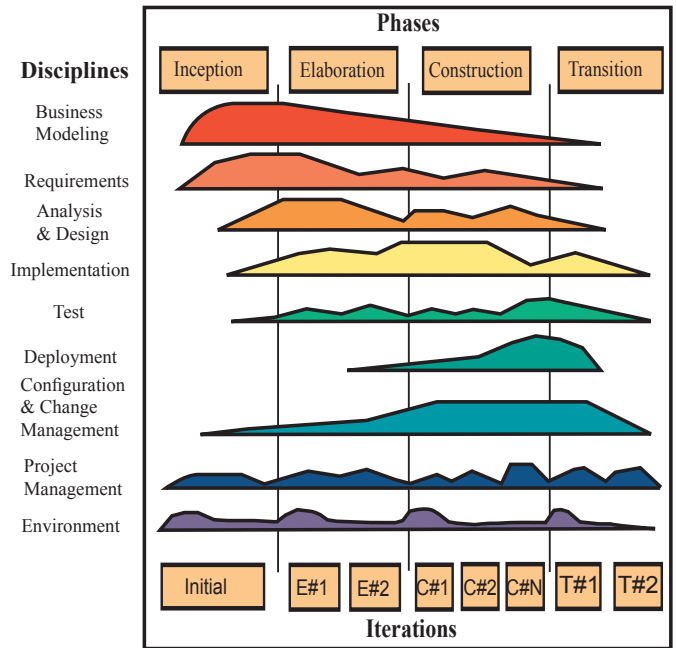 Phases
Disciplines
Inception
Elaboration
Construction
Transition
Business
Modeling
Requirements
Analysis
& Design
Implementation
Test
Deployment
Configuration
& Change
Management
Project
Management
Environment
Initial
E#1
E#2
C#1
C#2
C#N
T#1
T#2
Iterations